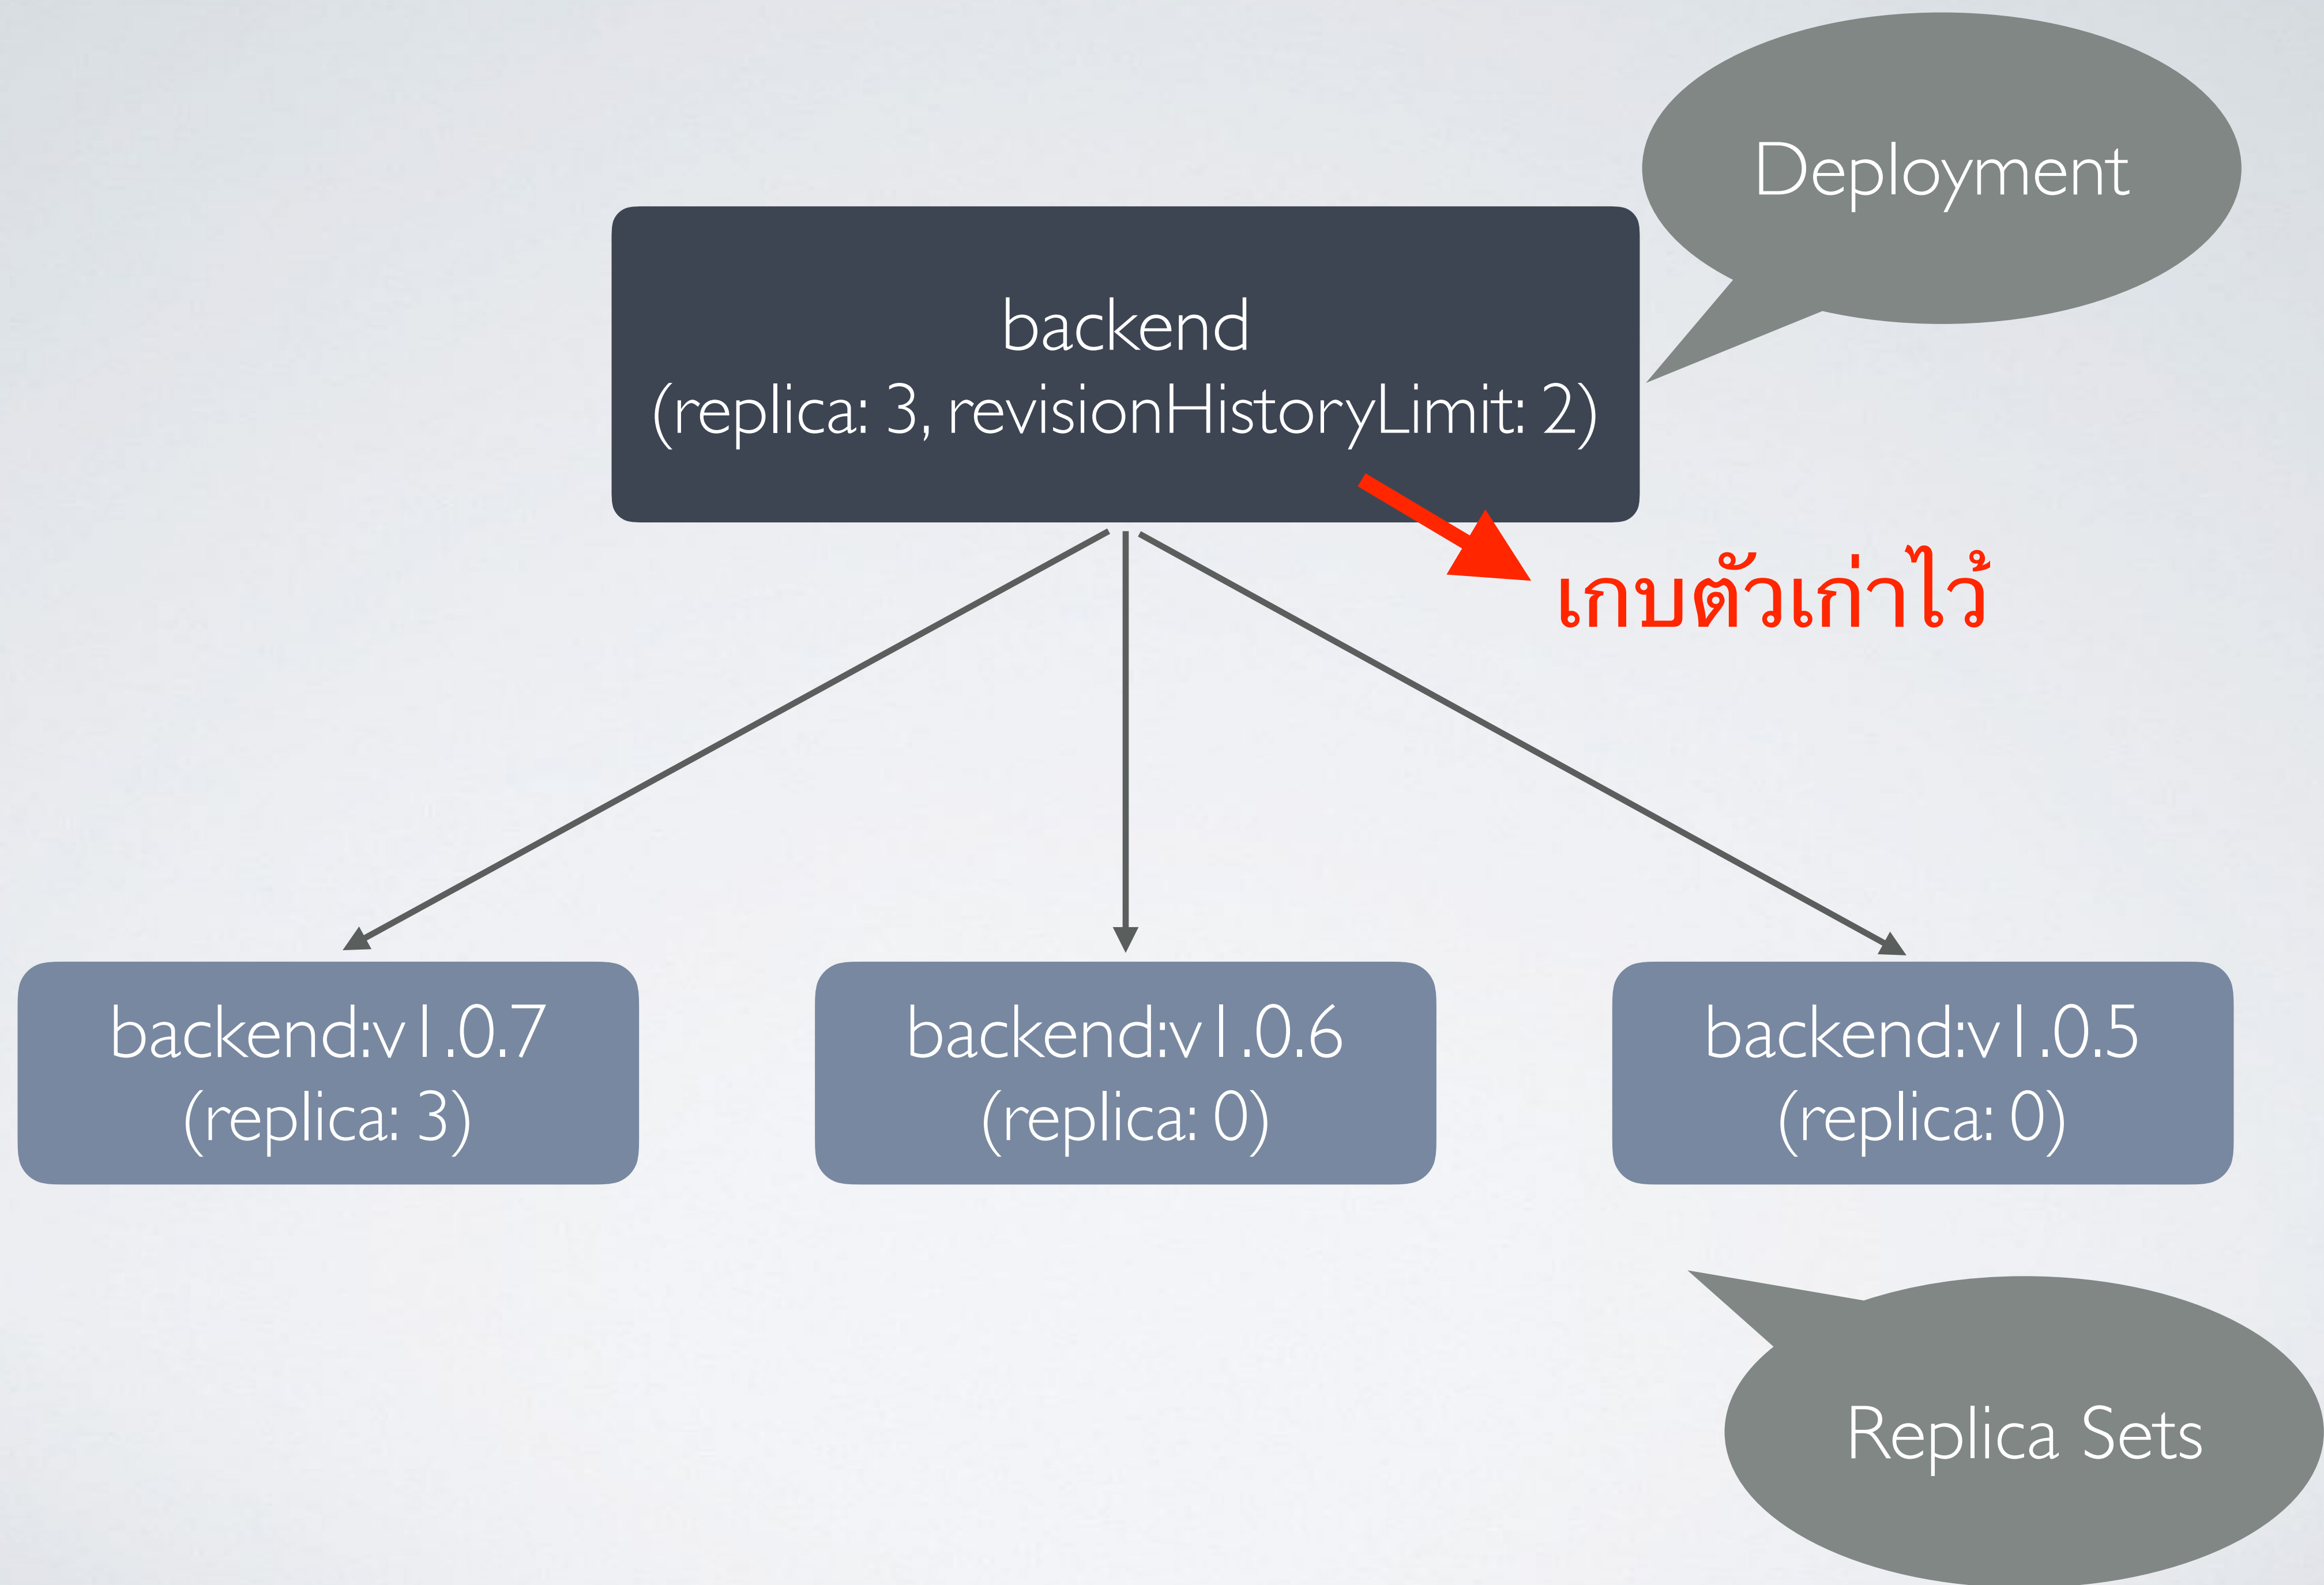 Deployment
backend
(replica: 3, revisionHistoryLimit: 2)
เกบตัวเก่าไว้
backend:v1.0.7
(replica: 3)
backend:v1.0.6
(replica: 0)
backend:v1.0.5
(replica: 0)
Replica Sets